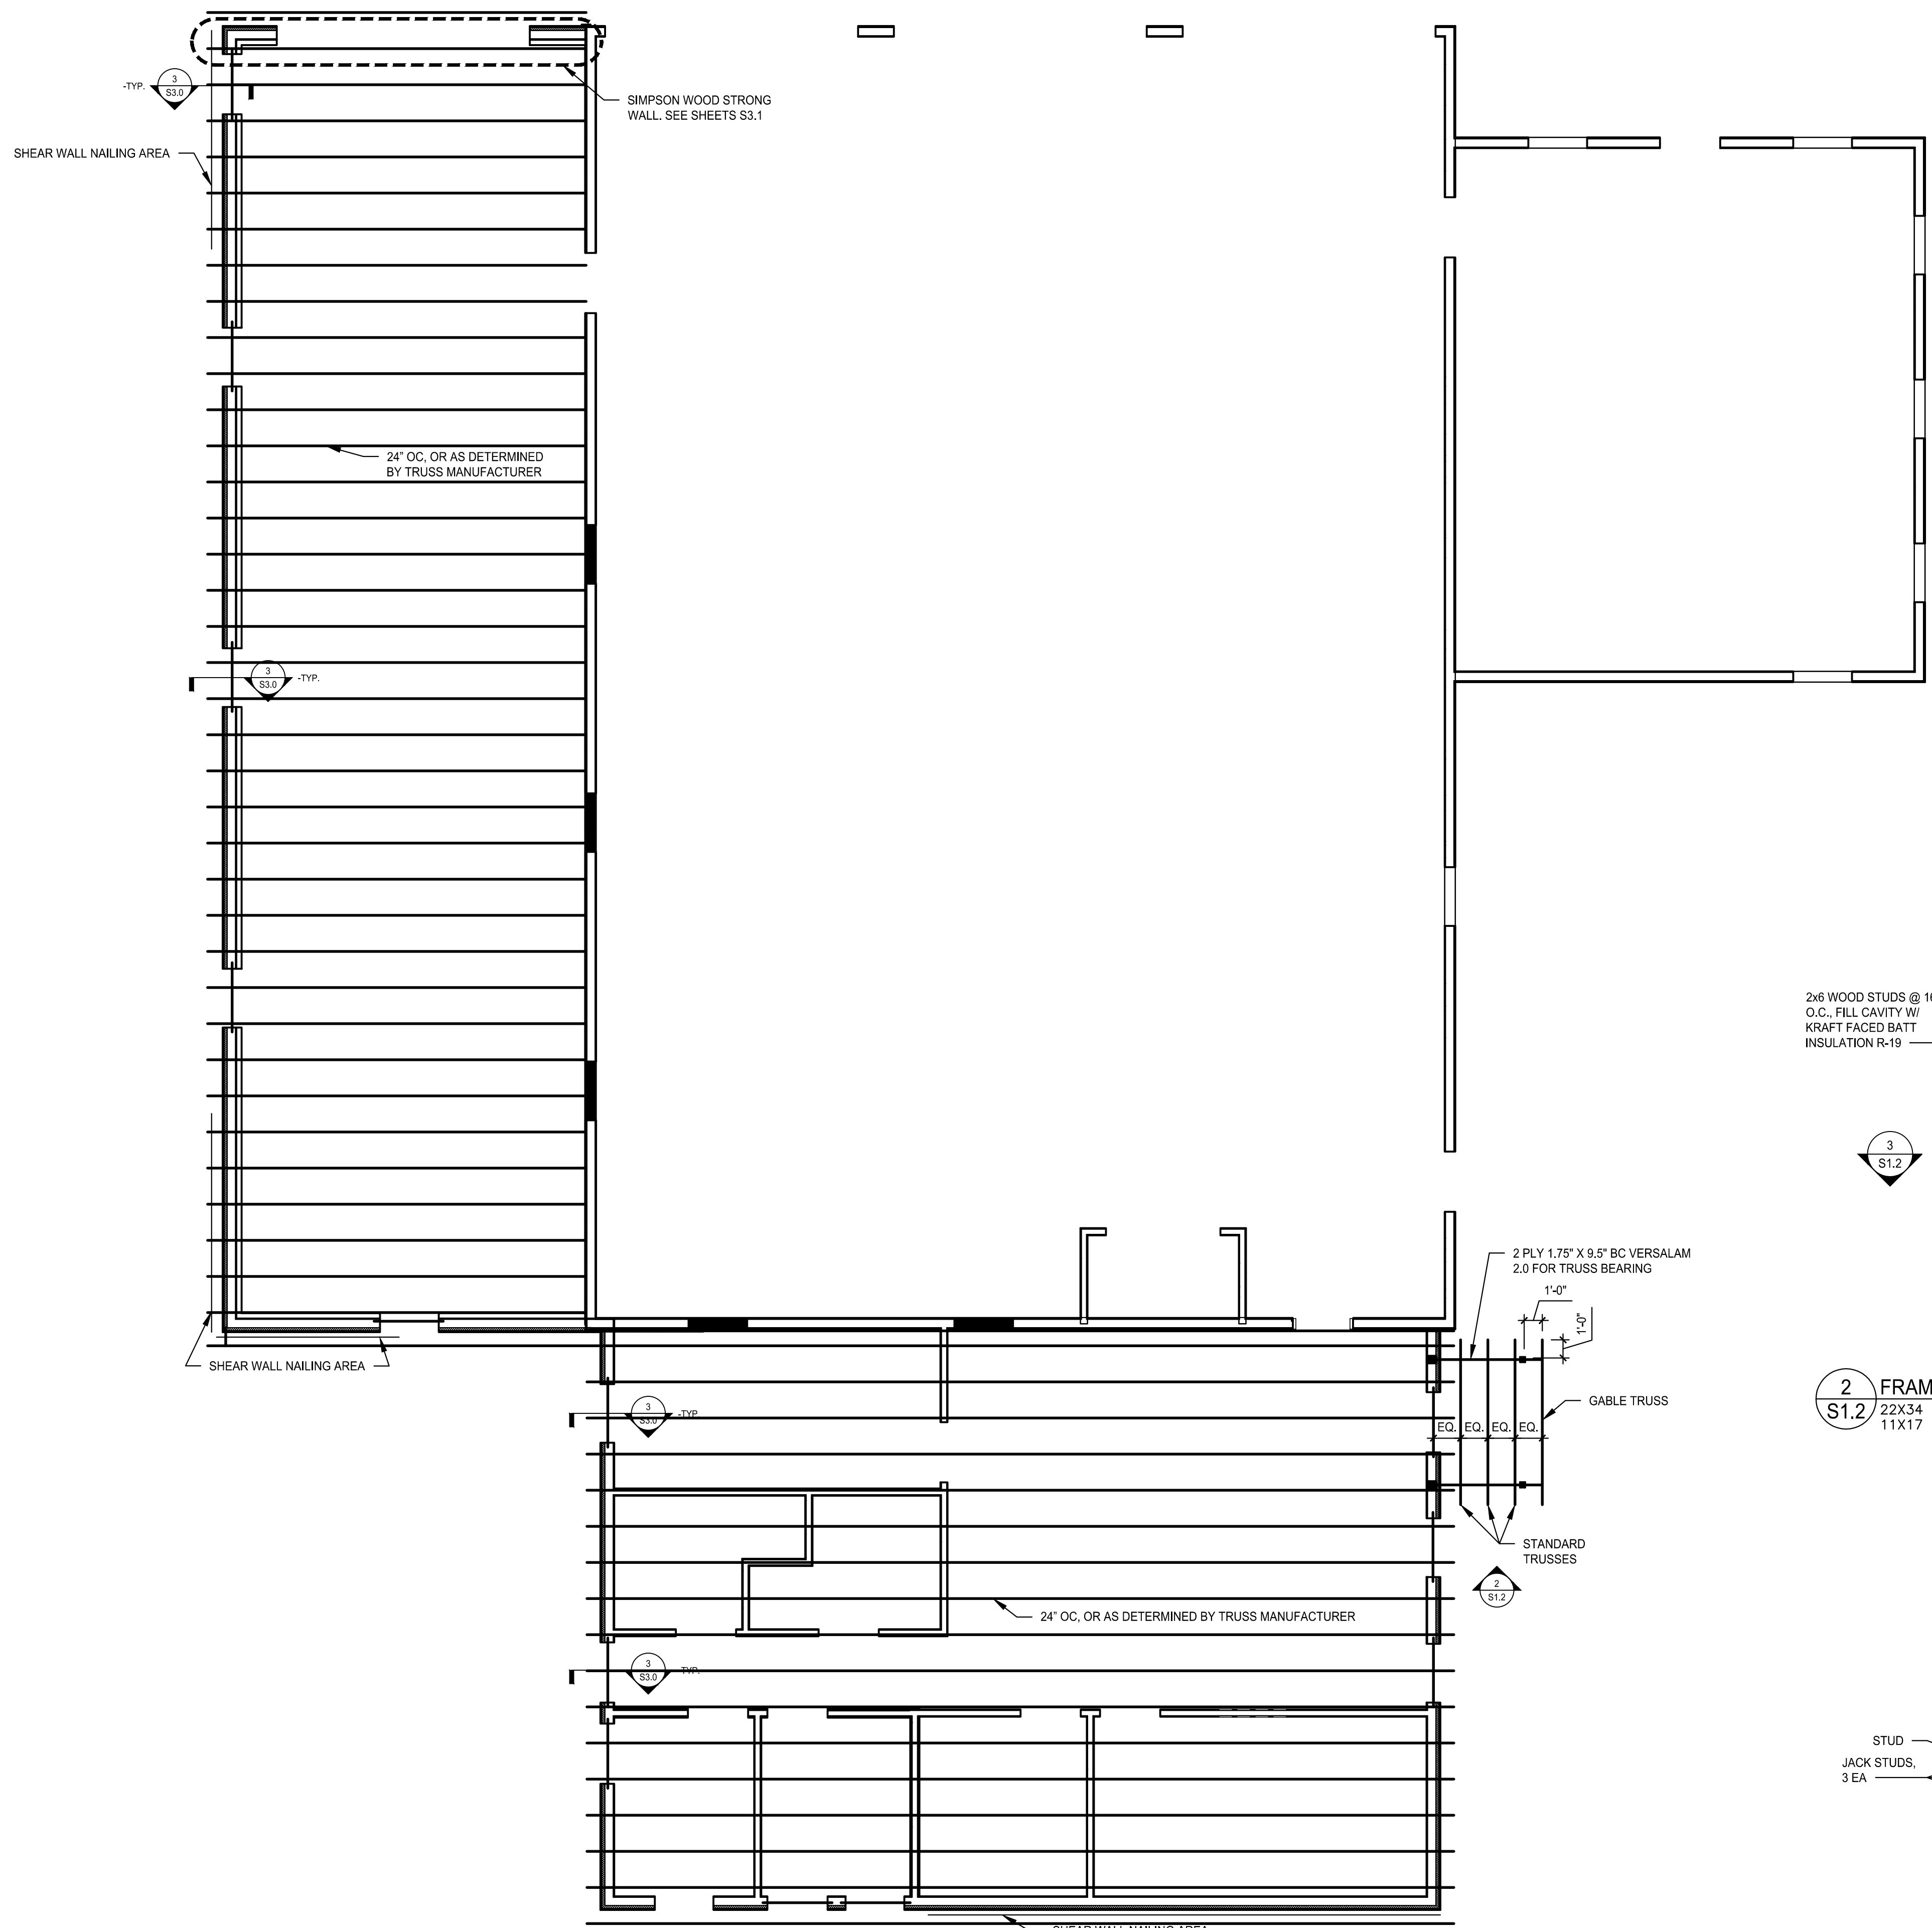 SIMPSON WOOD STRONG
WALL. SEE SHEETS S3.1
-TYP.
3
S3.0
SHEAR WALL NAILING AREA
24" OC, OR AS DETERMINED
BY TRUSS MANUFACTURER
3
S3.0
-TYP.
2x6 WOOD STUDS @ 16
O.C., FILL CAVITY W/
KRAFT FACED BATT
INSULATION R-19
3
S1.2
2 PLY 1.75" X 9.5" BC VERSALAM
2.0 FOR TRUSS BEARING
1'-0"
1'-0"
SHEAR WALL NAILING AREA
GABLE TRUSS
2
S1.2
FRAM
22X34
11X17
3
S3.0
-TYP.
EQ. EQ. EQ. EQ.
STANDARD
TRUSSES
2
S1.2
24" OC, OR AS DETERMINED BY TRUSS MANUFACTURER
3
S3.0
-TYP.
STUD
JACK STUDS,
3 EA
SHEAR WALL NAILING AREA